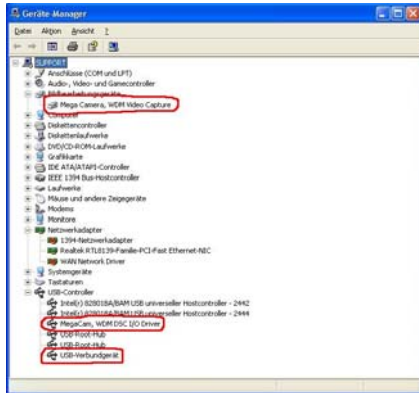 Geräte-Manager
Datei Aktion Ansicht ?
SUPPORT
Anschlüsse (COM und LPT)
Audio-, Video- und Gamecontroller
Bildbearbeitungsgeräte
Mega Camera, WDM Video Capture
Computer
Diskettencontroller
Diskettenlaufwerke
DVD/CD-ROM-Laufwerke
Grafikkarte
IDE ATA/ATAPI-Controller
IEEE 1394 Bus-Hostcontroller
Laufwerke
Mäuse und andere Zeigegeräte
Modems
Monitore
Netzwerkadapter
1394-Netzwerkadapter
Realtek RTL8139-Familie-PCI-Fast Ethernet-NIC
WAN Network Driver
Systemgeräte
Tastaturen
USB-Controller
Intel(r) 82801BA/BAM USB universeller Hostcontroller - 2442
Intel(r) 82801BA/BAM USB universeller Hostcontroller - 2444
MegaCam, WDM DSC I/O Driver
USB-Root-Hub
USB-Root-Hub
USB-Verbundgerät